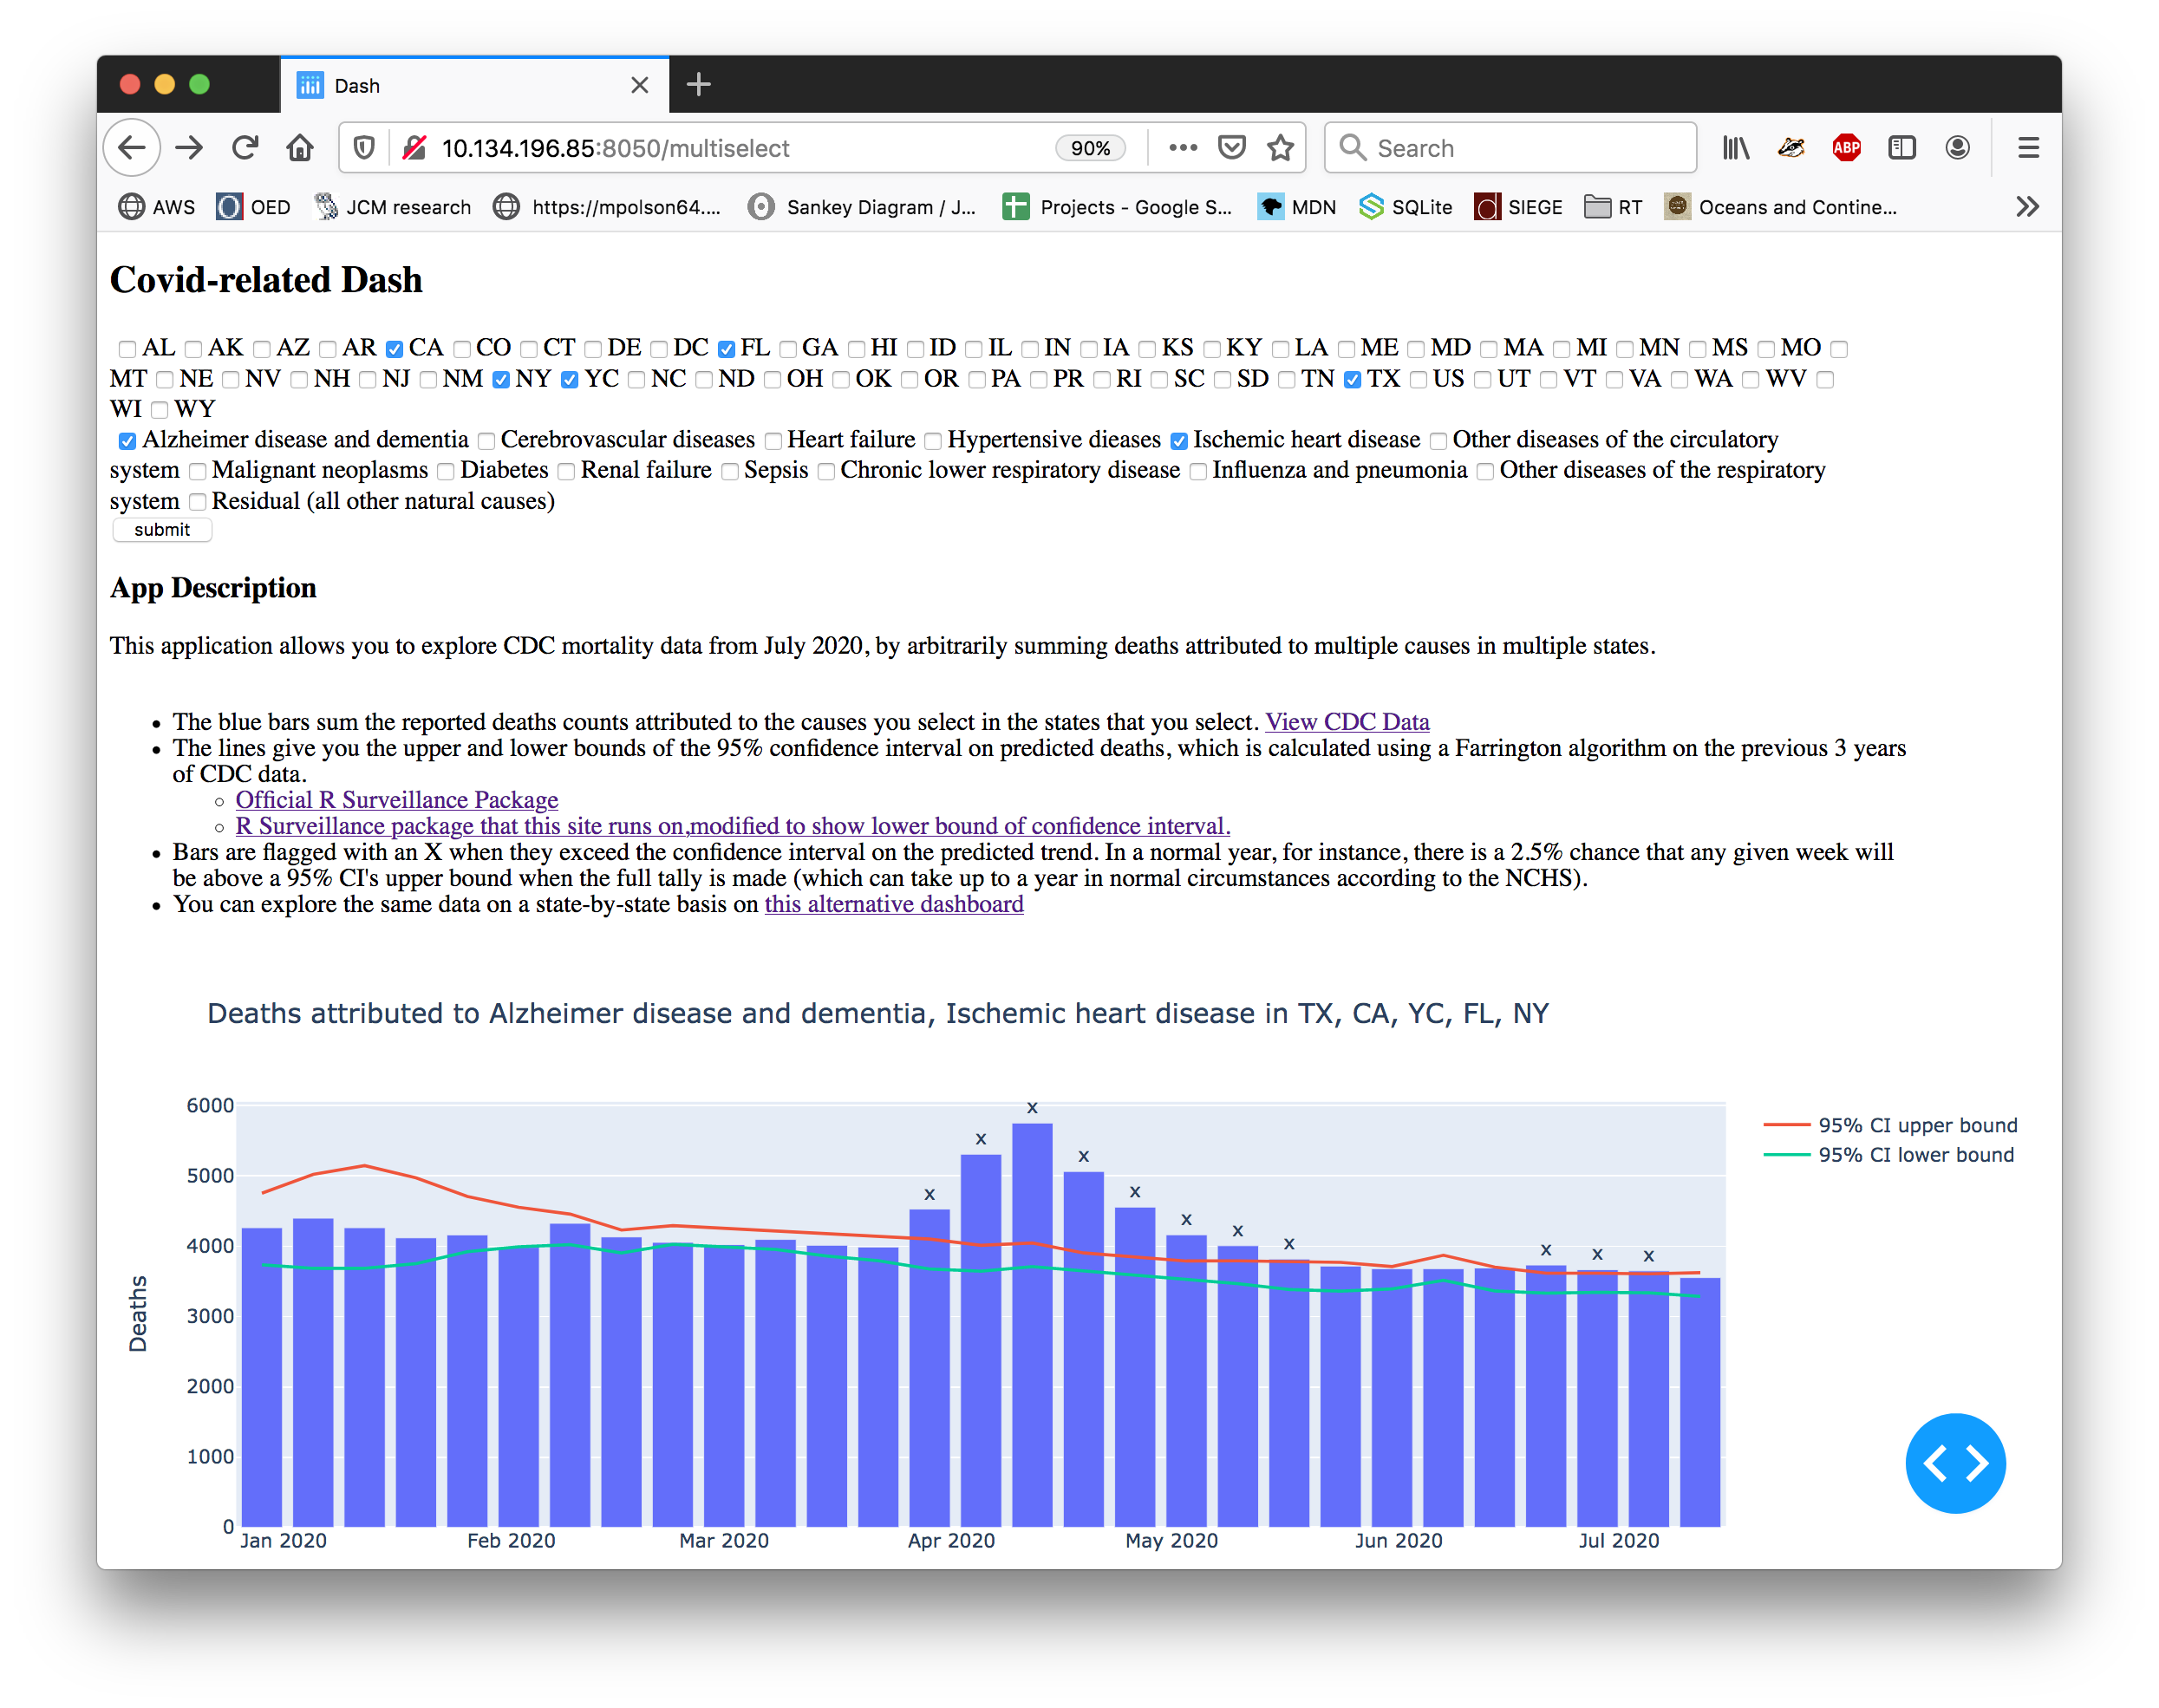 Dash
10.134.196.85:8050/multiselect 90% Search ABP
AWS OED JCM research https://mpolson64.... Sankey Diagram / J... Projects - Google S... MDN SQLite SIEGE RT Oceans and Contine...
Covid-related Dash
AL AK AZ AR CA CO CT DE DC FL GA HI ID IL IN IA KS KY LA ME MD MA MI MN MS MO
MT NE NV NH NJ NM NY YC NC ND OH OK OR PA PR RI SC SD TN TX US UT VT VA WA WV
WI WY
Alzheimer disease and dementia Cerebrovascular diseases Heart failure Hypertensive dieases Ischemic heart disease Other diseases of the circulatory
system Malignant neoplasms Diabetes Renal failure Sepsis Chronic lower respiratory disease Influenza and pneumonia Other diseases of the respiratory
system Residual (all other natural causes)
submit
App Description
This application allows you to explore CDC mortality data from July 2020, by arbitrarily summing deaths attributed to multiple causes in multiple states.
The blue bars sum the reported deaths counts attributed to the causes you select in the states that you select. View CDC Data
The lines give you the upper and lower bounds of the 95% confidence interval on predicted deaths, which is calculated using a Farrington algorithm on the previous 3 years
of CDC data.
Official R Surveillance Package
R Surveillance package that this site runs on,modified to show lower bound of confidence interval.
Bars are flagged with an X when they exceed the confidence interval on the predicted trend. In a normal year, for instance, there is a 2.5% chance that any given week will
be above a 95% CI's upper bound when the full tally is made (which can take up to a year in normal circumstances according to the NCHS).
You can explore the same data on a state-by-state basis on this alternative dashboard
Deaths attributed to Alzheimer disease and dementia, Ischemic heart disease in TX, CA, YC, FL, NY
6000
5000
4000
3000
2000
1000
0
Deaths
x x x x x x x x x x x
95% CI upper bound
95% CI lower bound
Jan 2020 Feb 2020 Mar 2020 Apr 2020 May 2020 Jun 2020 Jul 2020